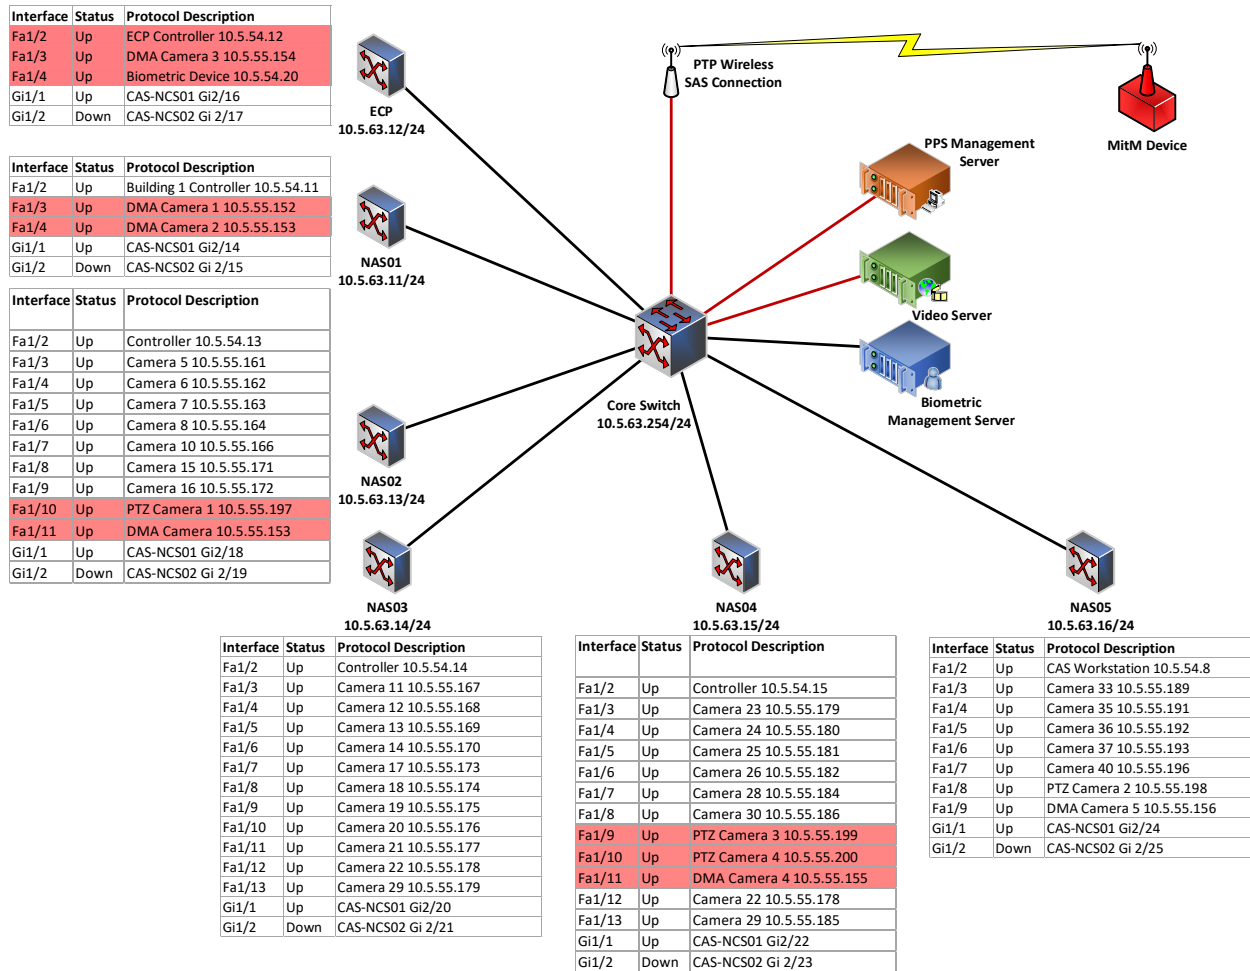 Interface Status Protocol Description
Fa1/2 Up ECP Controller 10.5.54.12
Fa1/3 Up DMA Camera 3 10.5.55.154
Fa1/4 Up Biometric Device 10.5.54.20
Gi1/1 Up CAS-NCS01 Gi2/16
Gi1/2 Down CAS-NCS02 Gi 2/17
ECP
10.5.63.12/24
PTP Wireless
SAS Connection
MitM Device
PPS Management
Server
Interface Status Protocol Description
Fa1/2 Up Building 1 Controller 10.5.54.11
Fa1/3 Up DMA Camera 1 10.5.55.152
Fa1/4 Up DMA Camera 2 10.5.55.153
Gi1/1 Up CAS-NCS01 Gi2/14
Gi1/2 Down CAS-NCS02 Gi 2/15
NAS01
10.5.63.11/24
Video Server
Interface Status Protocol Description
Fa1/2 Up Controller 10.5.54.13
Fa1/3 Up Camera 5 10.5.55.161
Fa1/4 Up Camera 6 10.5.55.162
Fa1/5 Up Camera 7 10.5.55.163
Fa1/6 Up Camera 8 10.5.55.164
Fa1/7 Up Camera 10 10.5.55.166
Fa1/8 Up Camera 15 10.5.55.171
Fa1/9 Up Camera 16 10.5.55.172
Fa1/10 Up PTZ Camera 1 10.5.55.197
Fa1/11 Up DMA Camera 10.5.55.153
Gi1/1 Up CAS-NCS01 Gi2/18
Gi1/2 Down CAS-NCS02 Gi 2/19
NAS02
10.5.63.13/24
Core Switch
10.5.63.254/24
Biometric
Management Server
NAS03
10.5.63.14/24
Interface Status Protocol Description
Fa1/2 Up Controller 10.5.54.14
Fa1/3 Up Camera 11 10.5.55.167
Fa1/4 Up Camera 12 10.5.55.168
Fa1/5 Up Camera 13 10.5.55.169
Fa1/6 Up Camera 14 10.5.55.170
Fa1/7 Up Camera 17 10.5.55.173
Fa1/8 Up Camera 18 10.5.55.174
Fa1/9 Up Camera 19 10.5.55.175
Fa1/10 Up Camera 20 10.5.55.176
Fa1/11 Up Camera 21 10.5.55.177
Fa1/12 Up Camera 22 10.5.55.178
Fa1/13 Up Camera 29 10.5.55.179
Gi1/1 Up CAS-NCS01 Gi2/20
Gi1/2 Down CAS-NCS02 Gi 2/21
NAS04
10.5.63.15/24
Interface Status Protocol Description
Fa1/2 Up Controller 10.5.54.15
Fa1/3 Up Camera 23 10.5.55.179
Fa1/4 Up Camera 24 10.5.55.180
Fa1/5 Up Camera 25 10.5.55.181
Fa1/6 Up Camera 26 10.5.55.182
Fa1/7 Up Camera 28 10.5.55.184
Fa1/8 Up Camera 30 10.5.55.186
Fa1/9 Up PTZ Camera 3 10.5.55.199
Fa1/10 Up PTZ Camera 4 10.5.55.200
Fa1/11 Up DMA Camera 4 10.5.55.155
Fa1/12 Up Camera 22 10.5.55.178
Fa1/13 Up Camera 29 10.5.55.185
Gi1/1 Up CAS-NCS01 Gi2/22
Gi1/2 Down CAS-NCS02 Gi 2/23
NAS05
10.5.63.16/24
Interface Status Protocol Description
Fa1/2 Up CAS Workstation 10.5.54.8
Fa1/3 Up Camera 33 10.5.55.189
Fa1/4 Up Camera 35 10.5.55.191
Fa1/5 Up Camera 36 10.5.55.192
Fa1/6 Up Camera 37 10.5.55.193
Fa1/7 Up Camera 40 10.5.55.196
Fa1/8 Up PTZ Camera 2 10.5.55.198
Fa1/9 Up DMA Camera 5 10.5.55.156
Gi1/1 Up CAS-NCS01 Gi2/24
Gi1/2 Down CAS-NCS02 Gi 2/25